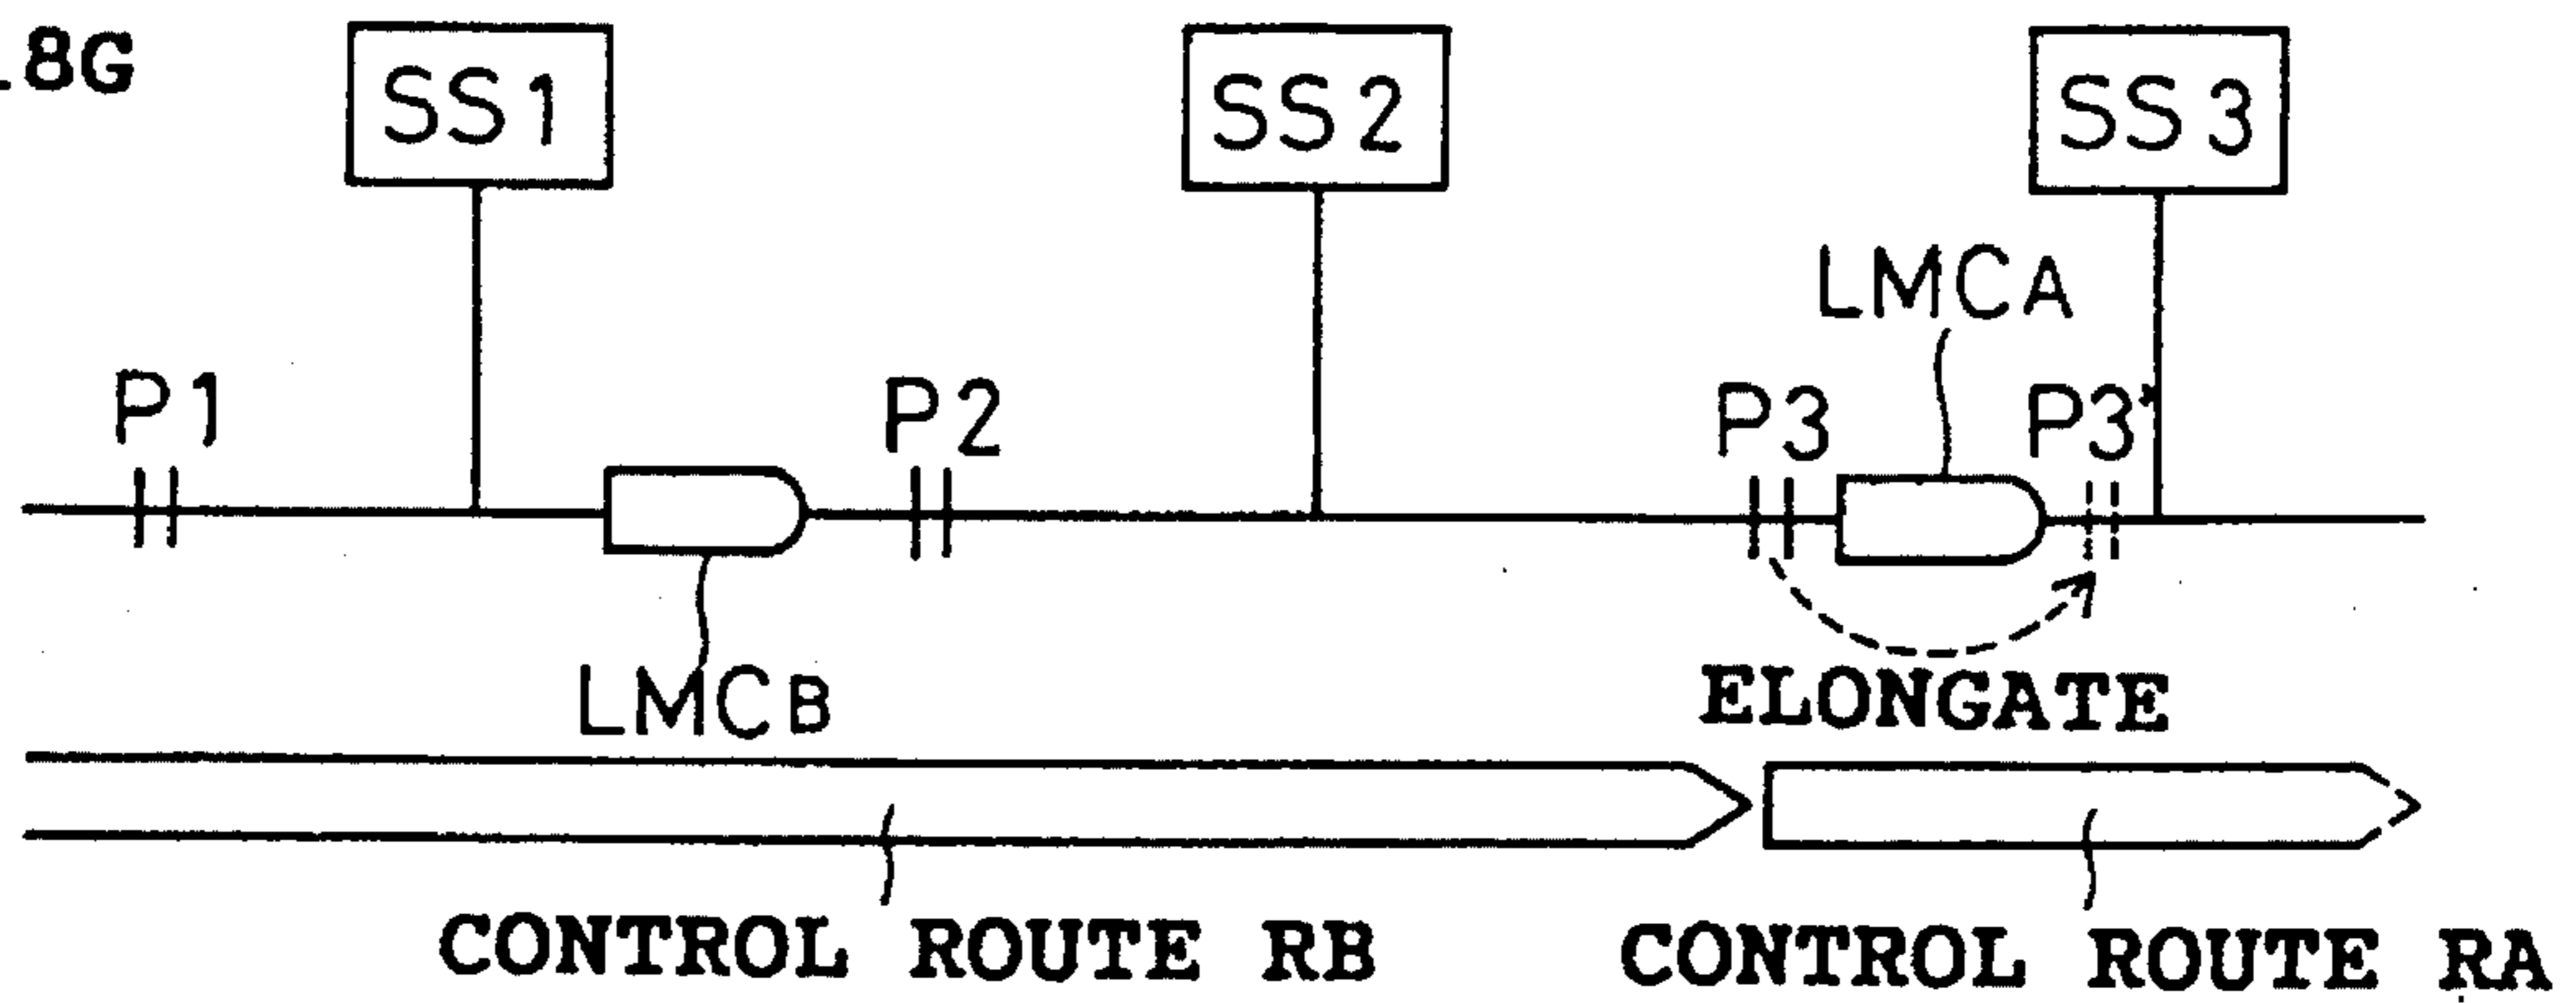 .8G
SS1
SS2
SS3
LMCA
P1
P2
P3
P3'
LMCB
ELONGATE
CONTROL ROUTE RB
CONTROL ROUTE RA